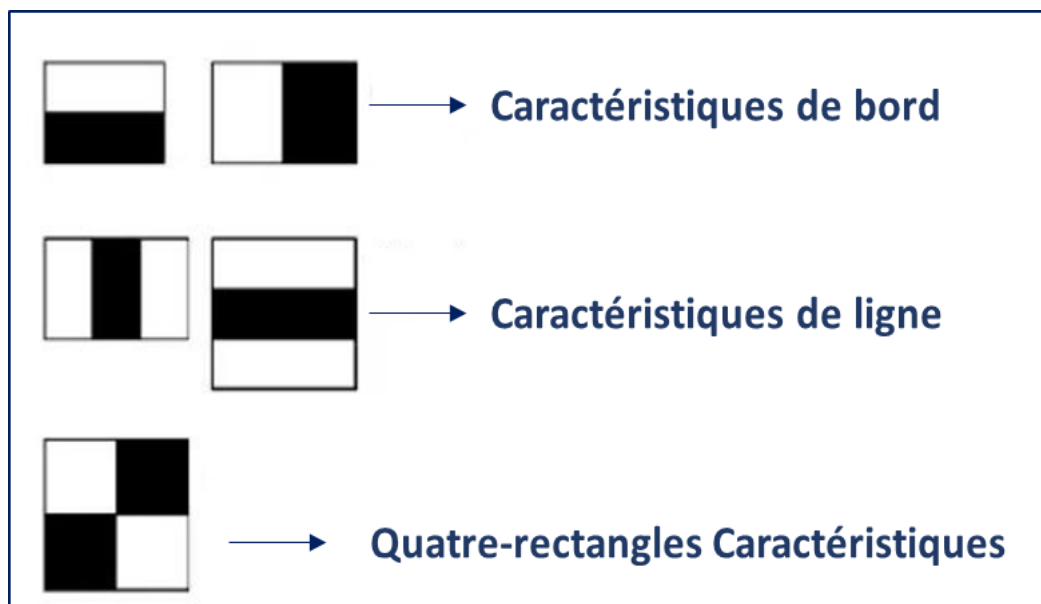 Caractéristiques de bord
Caractéristiques de ligne
Quatre-rectangles Caractéristiques